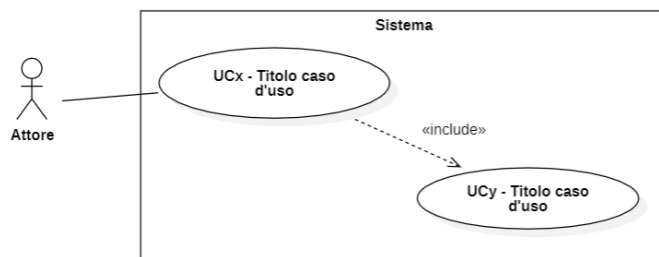 Sistema
UCx - Titolo caso
d'uso
Attore
«include»
UCy - Titolo caso
d'uso